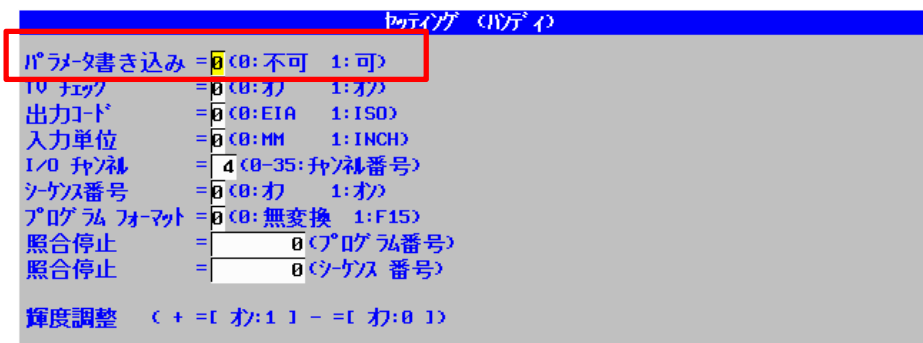 セッティング (ハンディ)
パラメータ書き込み =0(0:不可 1:可)
TV チェック =0(0:オフ 1:オン)
出力コード =0(0:EIA 1:ISO)
入力単位 =0(0:MM 1:INCH)
I/O チャンネル = 4(0-35:チャンネル番号)
シーケンス番号 =0(0:オフ 1:オン)
プログラム フォーマット =0(0:無変換 1:F15)
照合停止 = 0(プログラム番号)
照合停止 = 0(シーケンス 番号)
輝度調整 ( + =[ オン:1 ] - =[ オフ:0 ])